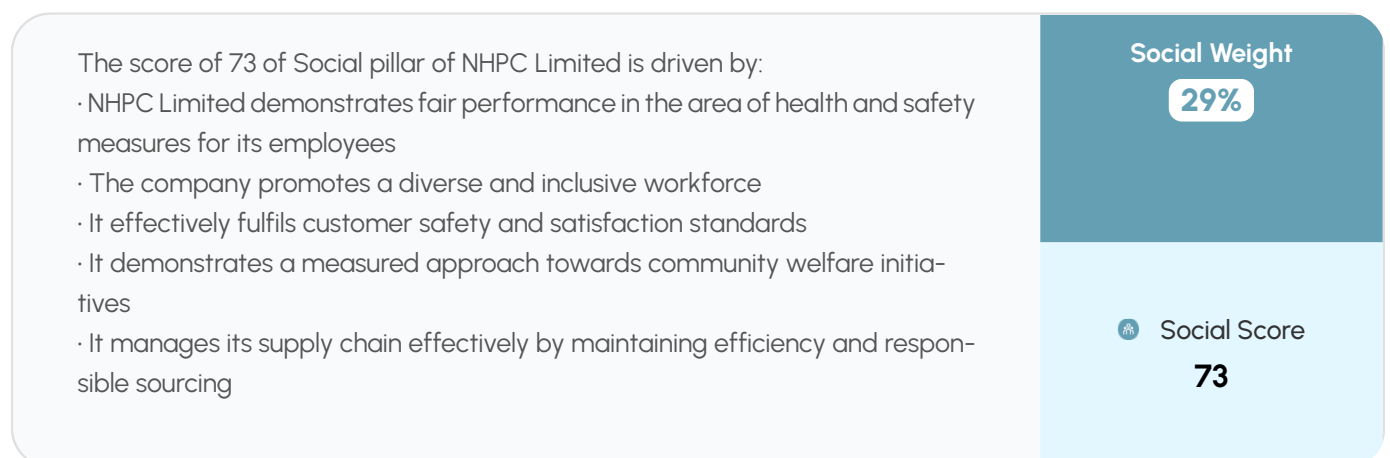 The score of 73 of Social pillar of NHPC Limited is driven by:
· NHPC Limited demonstrates fair performance in the area of health and safety
measures for its employees
· The company promotes a diverse and inclusive workforce
· It effectively fulfils customer safety and satisfaction standards
· It demonstrates a measured approach towards community welfare initia-
tives
· It manages its supply chain effectively by maintaining efficiency and respon-
sible sourcing
Social Weight
29%
Social Score
73